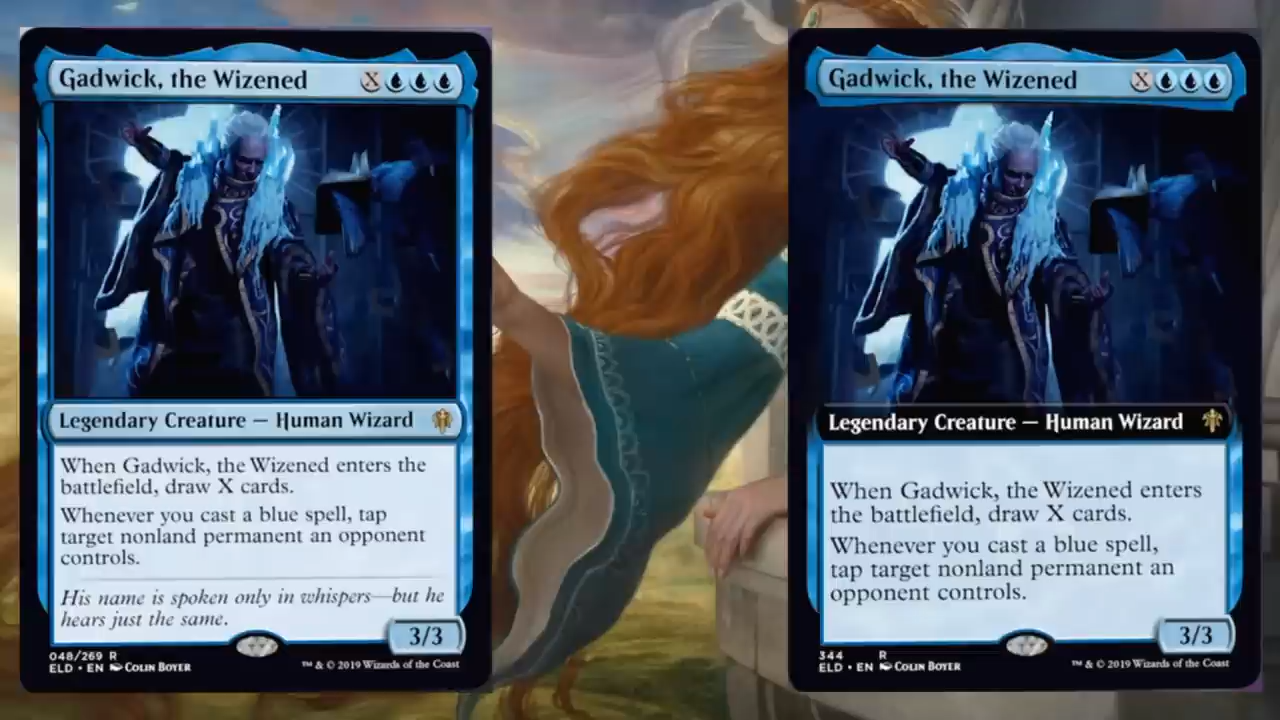 Gadwick, the Wizened X
Legendary Creature — Human Wizard
When Gadwick, the Wizened enters the
battlefield, draw X cards.
Whenever you cast a blue spell, tap
target nonland permanent an opponent
controls.
His name is spoken only in whispers—but he
hears just the same.
3/3
048/269 R
ELD • EN COLIN BOYER
™ & © 2019 Wizards of the Coast
Gadwick, the Wizened X
Legendary Creature — Human Wizard
When Gadwick, the Wizened enters
the battlefield, draw X cards.
Whenever you cast a blue spell,
tap target nonland permanent an
opponent controls.
3/3
344 R
ELD • EN COLIN BOYER
™ & © 2019 Wizards of the Coast